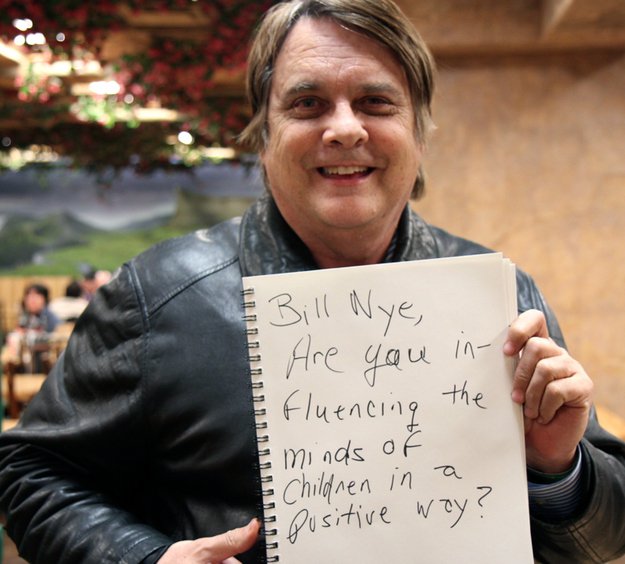 Bill Nye,
Are you in-
fluencing the
minds of
children in a
positive way?